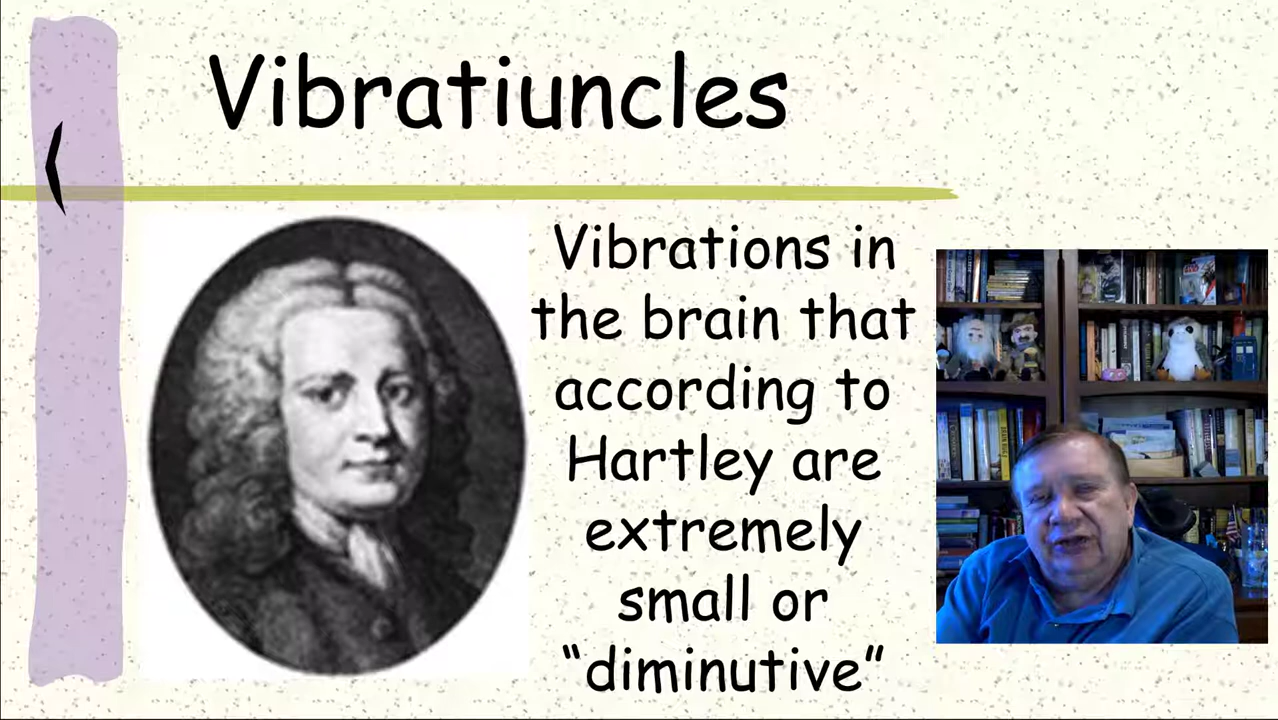 Vibratiuncles
Vibrations in
the brain that
according to
Hartley are
extremely
small or
“diminutive”